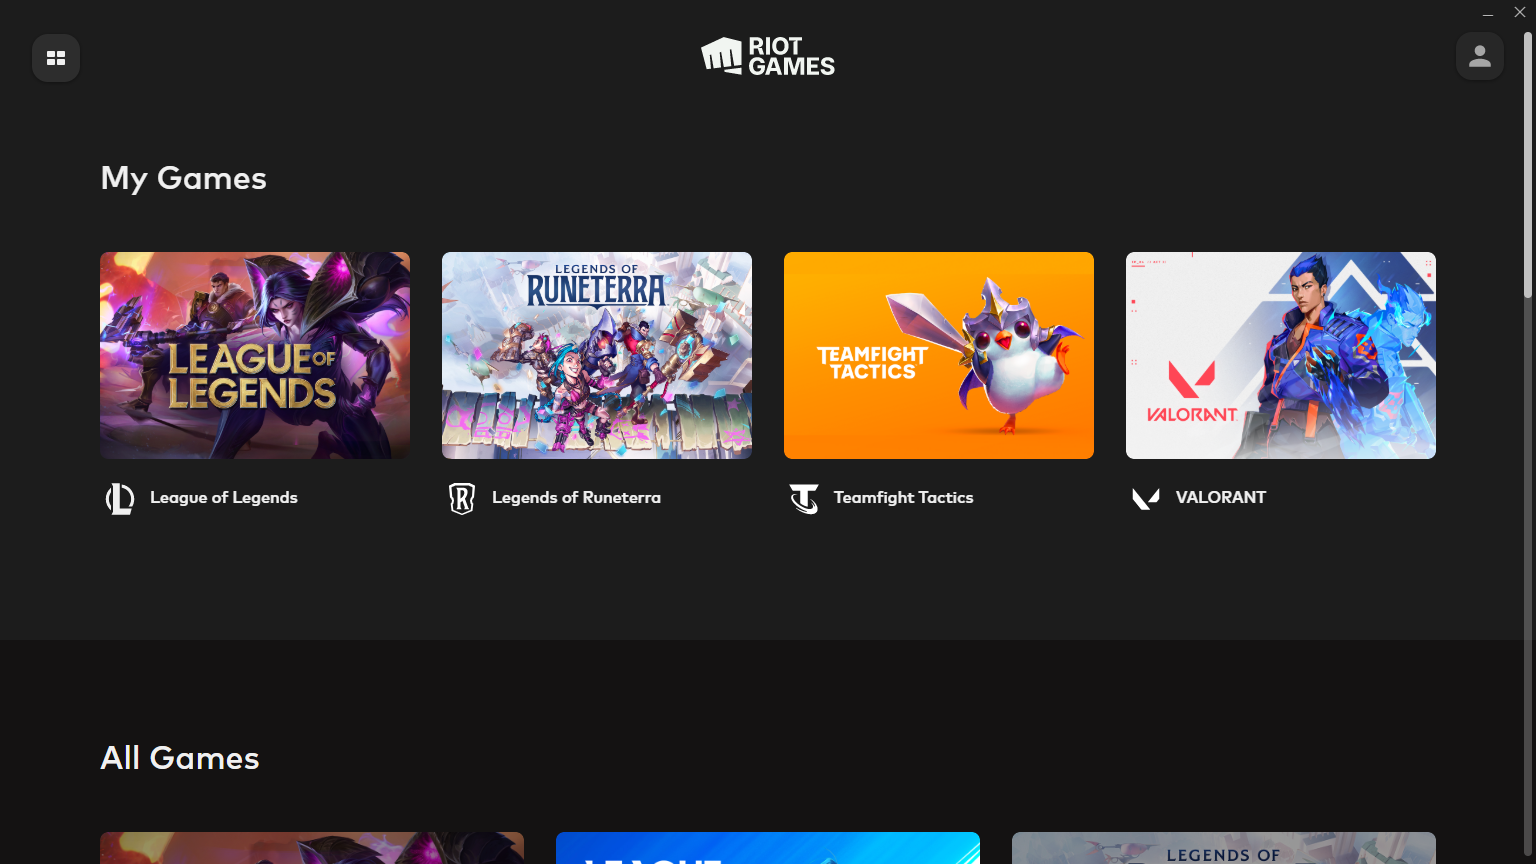 RIOT
GAMES
My Games
LEAGUE OF
LEGENDS
LEGENDS OF
RUNETERRA
TEAMFIGHT
TACTICS
VALORANT
League of Legends
Legends of Runeterra
Teamfight Tactics
VALORANT
All Games
LEAGUE
LEGENDS OF